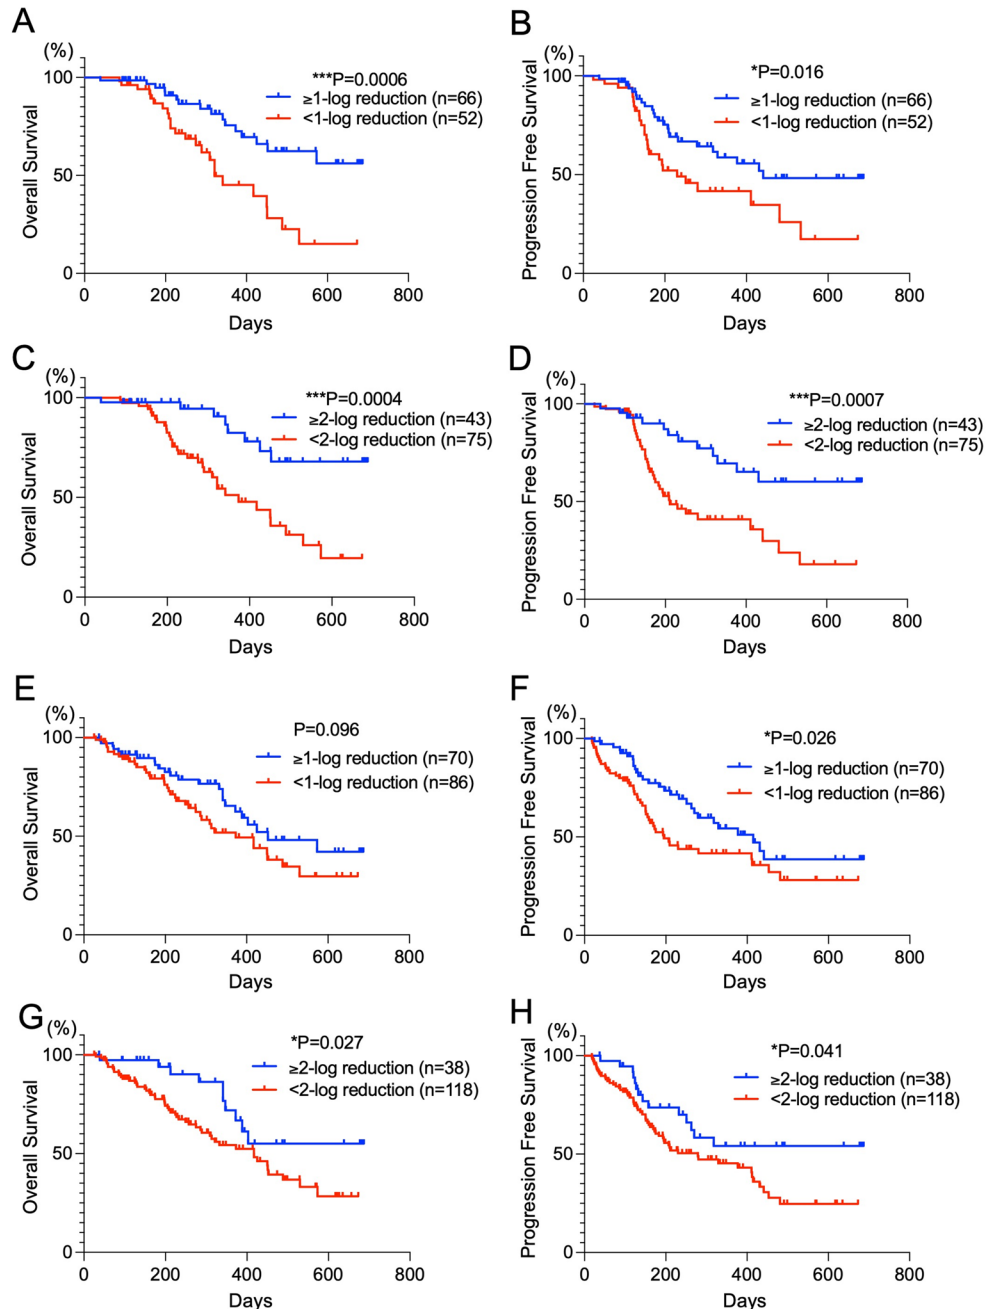 A
(%)
100
50
0
Overall Survival
***P=0.0006
≥1-log reduction (n=66)
<1-log reduction (n=52)
0 200 400 600 800
Days
B
(%)
100
50
0
Progression Free Survival
*P=0.016
≥1-log reduction (n=66)
<1-log reduction (n=52)
0 200 400 600 800
Days
C
(%)
100
50
0
Overall Survival
***P=0.0004
≥2-log reduction (n=43)
<2-log reduction (n=75)
0 200 400 600 800
Days
D
(%)
100
50
0
Progression Free Survival
***P=0.0007
≥2-log reduction (n=43)
<2-log reduction (n=75)
0 200 400 600 800
Days
E
(%)
100
50
0
Overall Survival
P=0.096
≥1-log reduction (n=70)
<1-log reduction (n=86)
0 200 400 600 800
Days
F
(%)
100
50
0
Progression Free Survival
*P=0.026
≥1-log reduction (n=70)
<1-log reduction (n=86)
0 200 400 600 800
Days
G
(%)
100
50
0
Overall Survival
*P=0.027
≥2-log reduction (n=38)
<2-log reduction (n=118)
0 200 400 600 800
Days
H
(%)
100
50
0
Progression Free Survival
*P=0.041
≥2-log reduction (n=38)
<2-log reduction (n=118)
0 200 400 600 800
Days